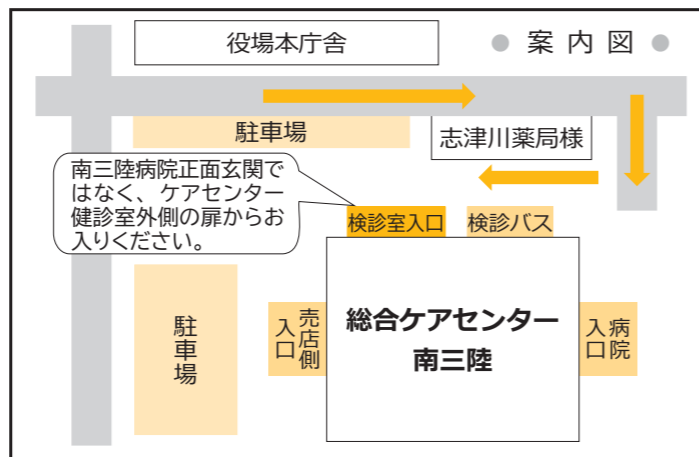 役場本庁舎
● 案内図 ●
駐車場
志津川薬局様
南三陸病院正面玄関で
はなく、ケアセンター
健診室外側の扉からお
入りください。
検診室入口
検診バス
駐車場
売店側
入口
総合ケアセンター
南三陸
病院
入口